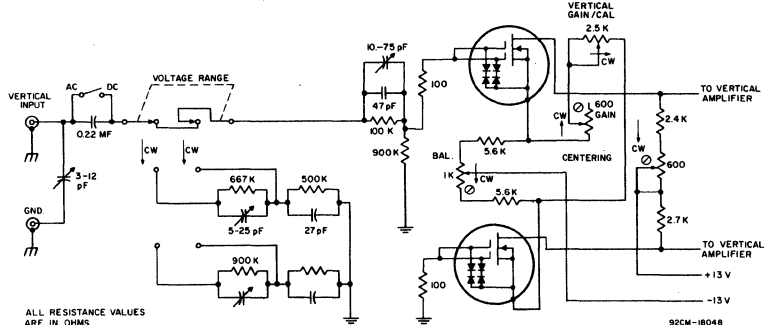 VERTICAL
GAIN/CAL
2.5 K
CW
10.-75 pF
47 pF
100 K
900 K
100
AC
DC
VOLTAGE RANGE
VERTICAL
INPUT
0.22 MF
CW
CW
3-12
pF
GND.
667 K
500 K
5-25 pF
27 pF
900 K
600
GAIN
CW
5.6 K
CENTERING
BAL.
1K
CW
5.6 K
100
TO VERTICAL
AMPLIFIER
2.4 K
CW
600
2.7 K
TO VERTICAL
AMPLIFIER
+13 V
-13 V
ALL RESISTANCE VALUES
ARE IN OHMS
92CM-18048